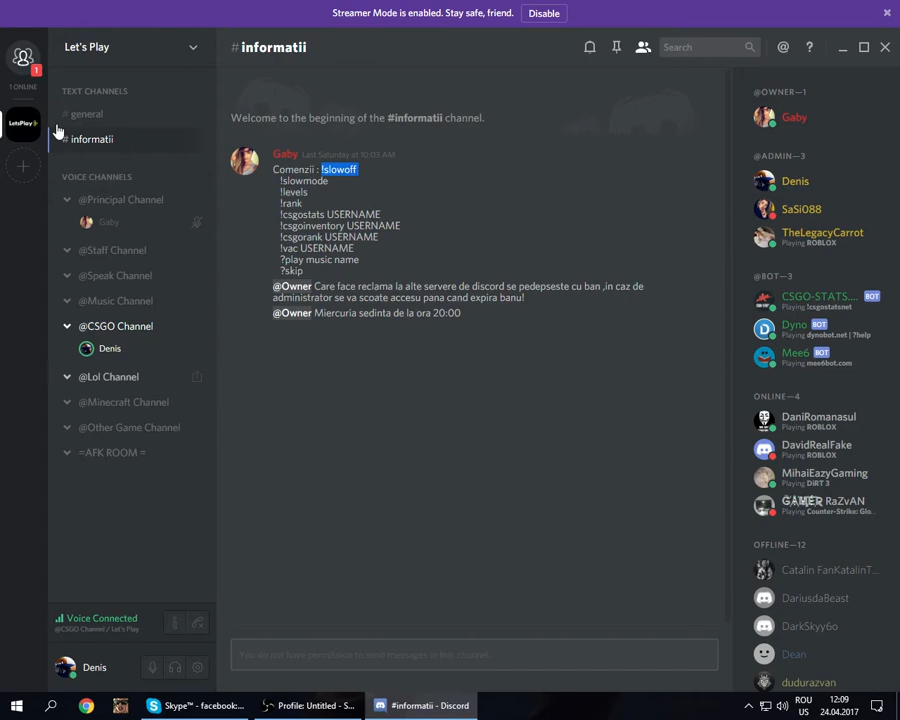 Streamer Mode is enabled. Stay safe, friend. Disable
Let's Play
#informatii
Search
1
1 ONLINE
LetsPlay
TEXT CHANNELS
# general
# informatii
VOICE CHANNELS
@Principal Channel
Gaby
@Staff Channel
@Speak Channel
@Music Channel
@CSGO Channel
Denis
@Lol Channel
@Minecraft Channel
@Other Game Channel
=AFK ROOM =
Voice Connected
@CSGO Channel / Let's Play
Denis
Welcome to the beginning of the #informatii channel.
Gaby Last Saturday at 10:03 AM
Comenzii : !slowoff
!slowmode
!levels
!rank
!csgostats USERNAME
!csgoinventory USERNAME
!csgorank USERNAME
!vac USERNAME
?play music name
?skip
@Owner Care face reclama la alte servere de discord se pedepseste cu ban ,in caz de
administrator se va scoate accesu pana cand expira banu!
@Owner Miercuria sedinta de la ora 20:00
You do not have permission to send messages in this channel.
@OWNER—1
Gaby
@ADMIN—3
Denis
SaSi088
TheLegacyCarrot
Playing ROBLOX
@BOT—3
CSGO-STATS.... BOT
Playing !csgostatsnet
Dyno BOT
Playing dynobot.net | ?help
Mee6 BOT
Playing mee6bot.com
ONLINE—4
DaniRomanasul
Playing ROBLOX
DavidRealFake
Playing ROBLOX
MihaiEazyGaming
Playing DiRT 3
GAMER RaZvAN
Playing Counter-Strike: Glo...
OFFLINE—12
Catalin FanKatalinT...
DariusdaBeast
DarkSkyy6o
Dean
dudurazvan
Skype™ - facebook:...
Profile: Untitled - S...
#informatii - Discord
ROU
US
12:09
24.04.2017